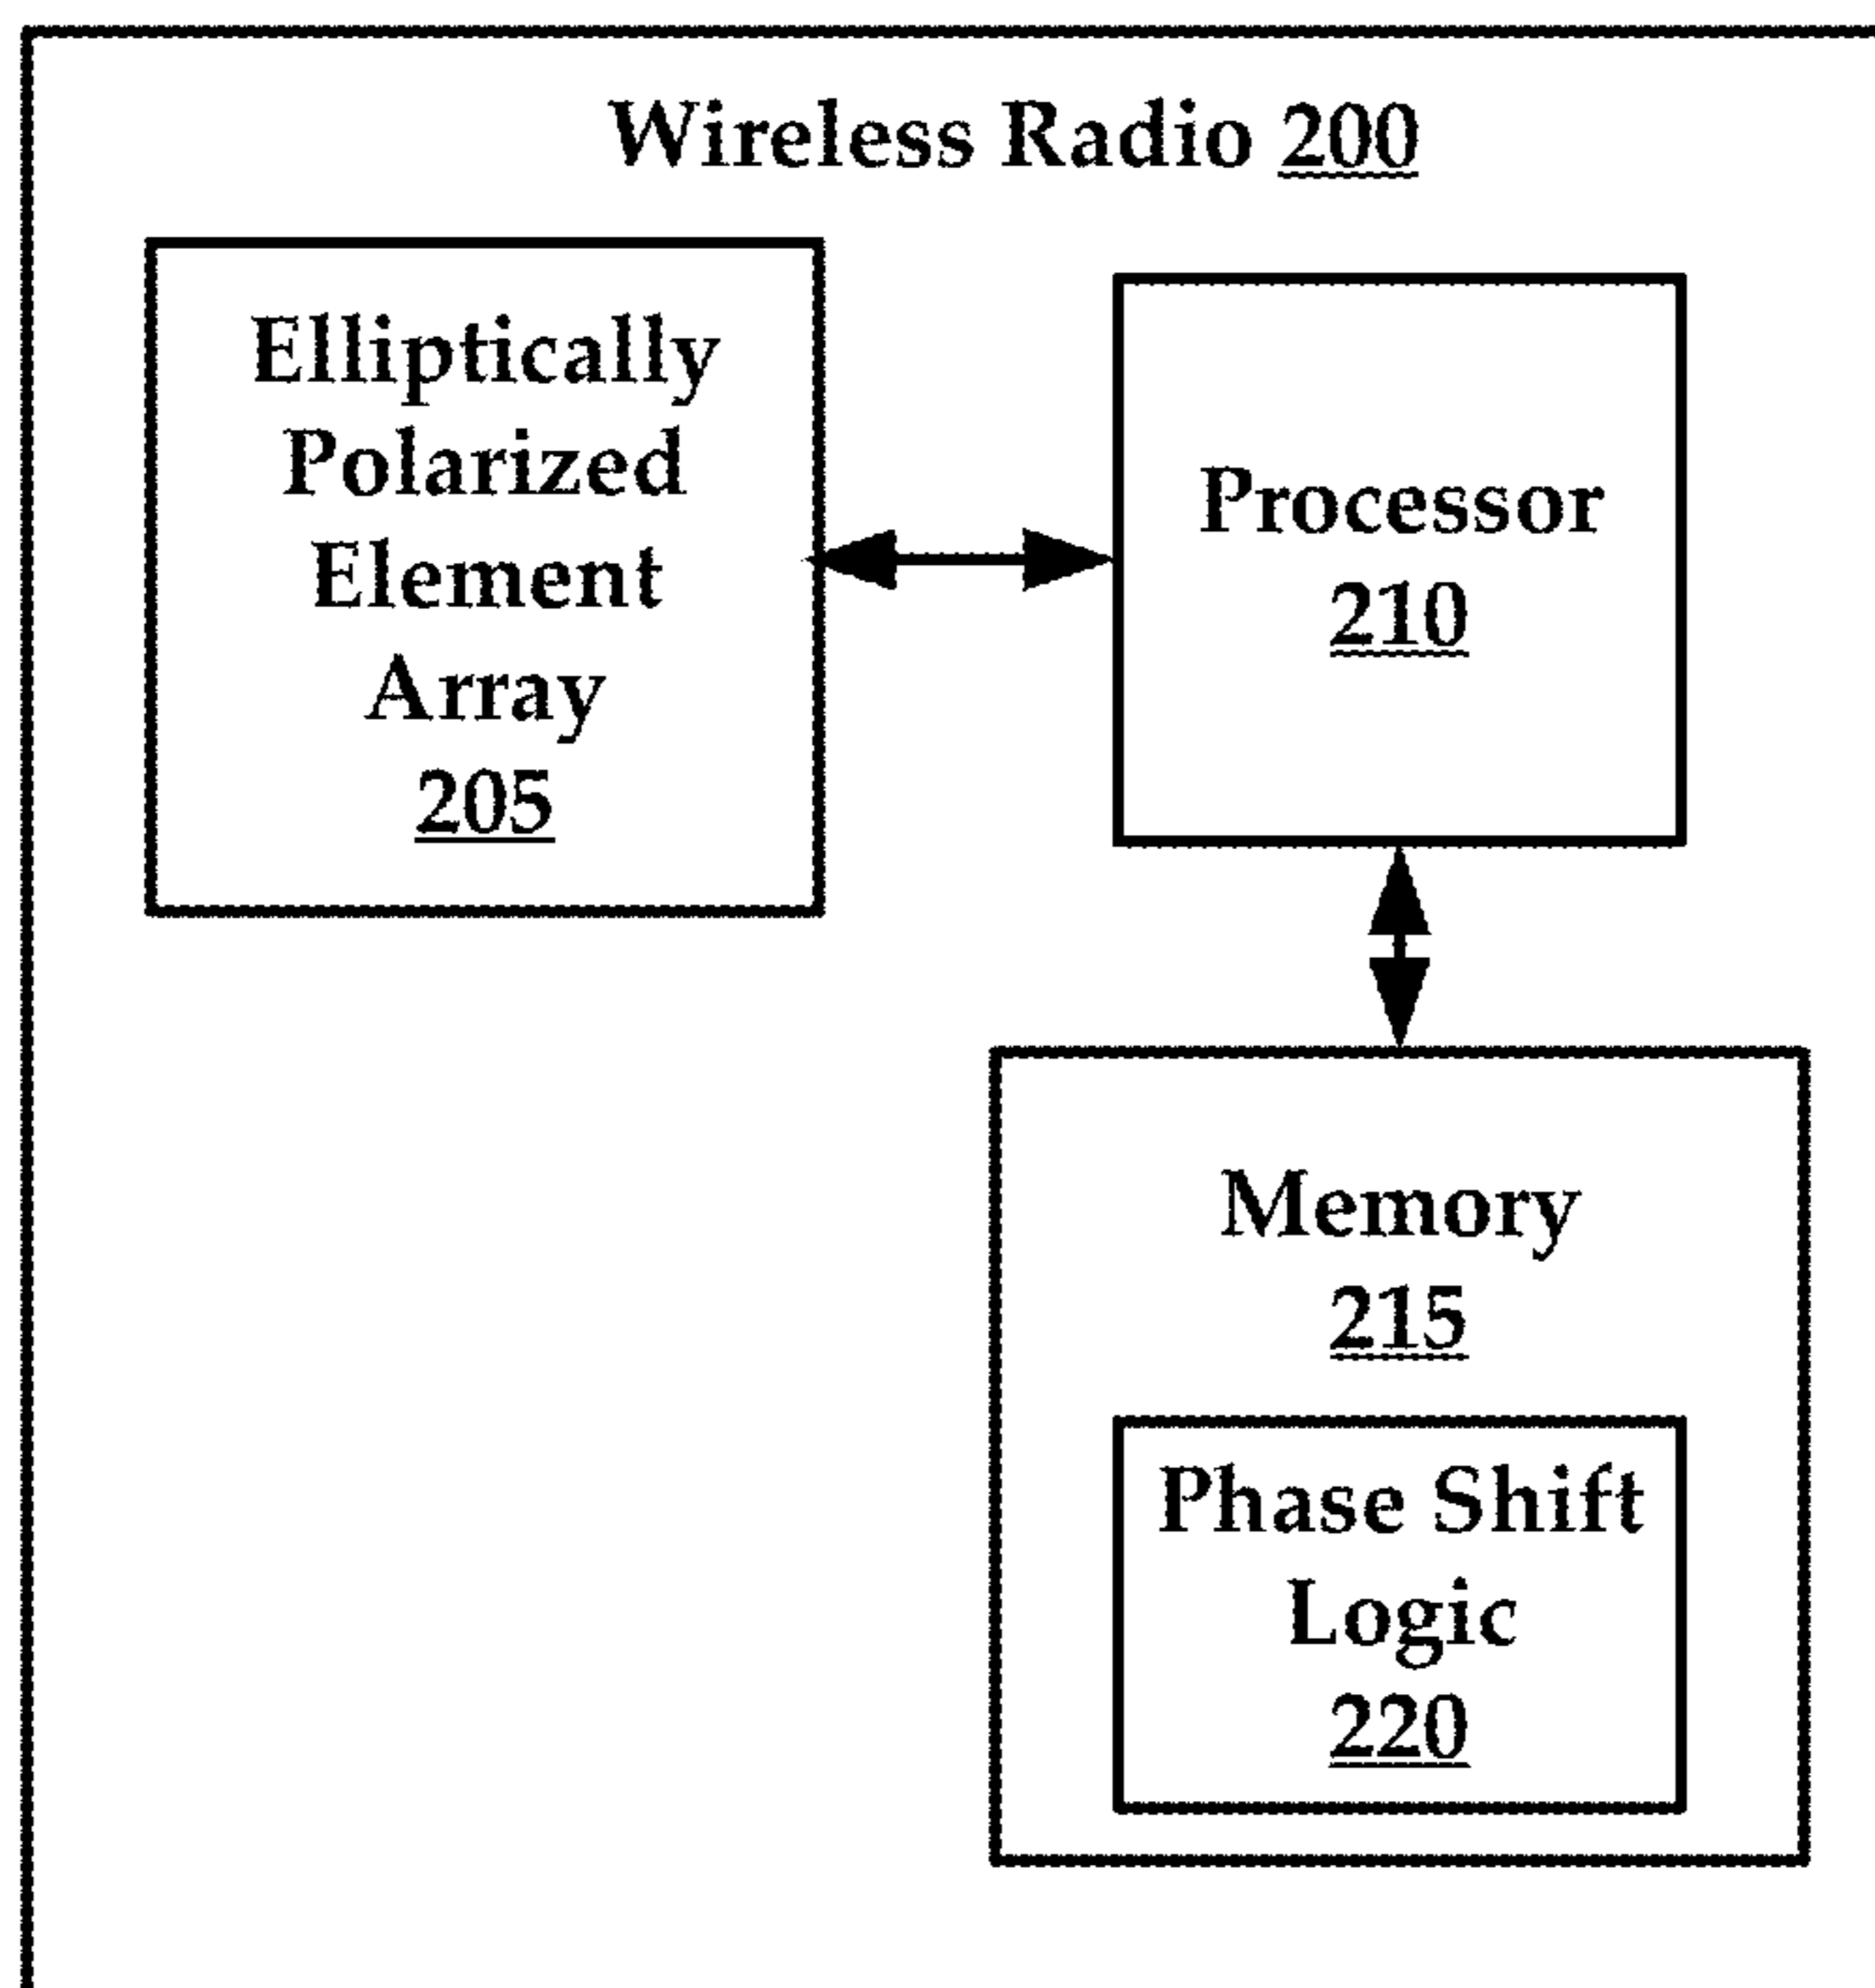 Wireless Radio 200
Elliptically
Polarized
Element
Array
205
Processor
210
Memory
215
Phase Shift
Logic
220